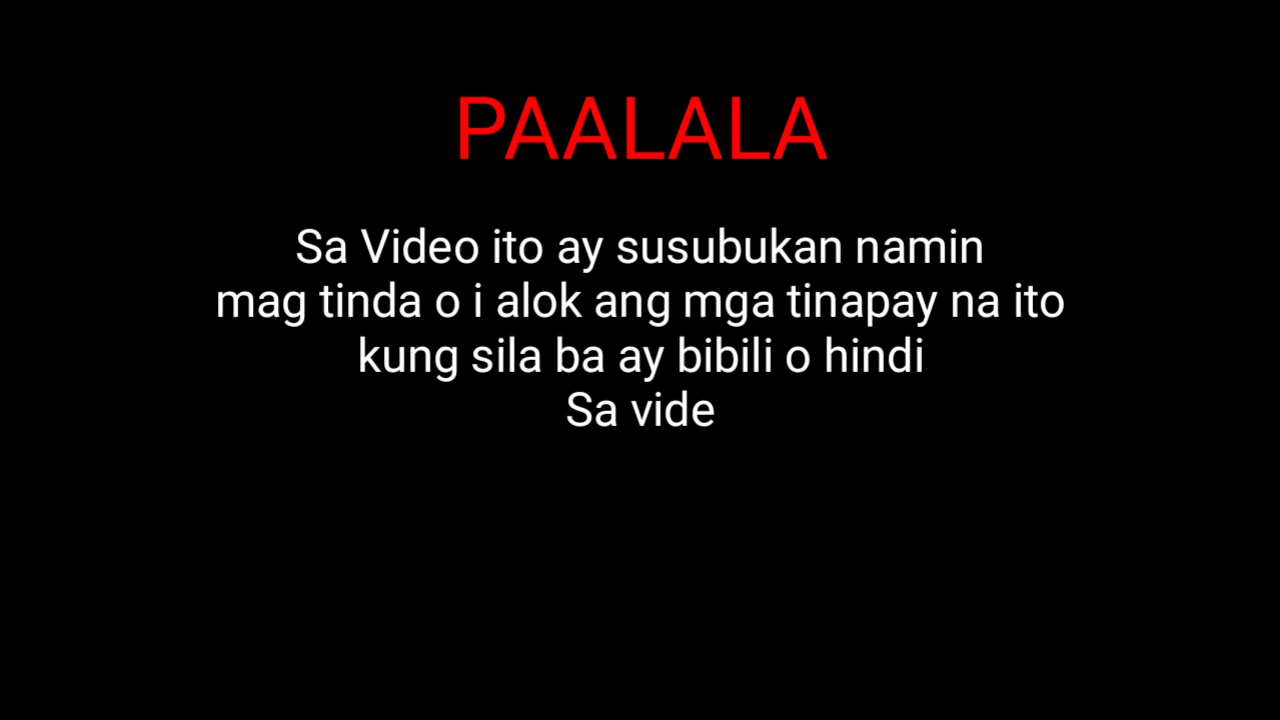 PAALALA
Sa Video ito ay susubukan namin
mag tinda o i alok ang mga tinapay na ito
kung sila ba ay bibili o hindi
Sa vide